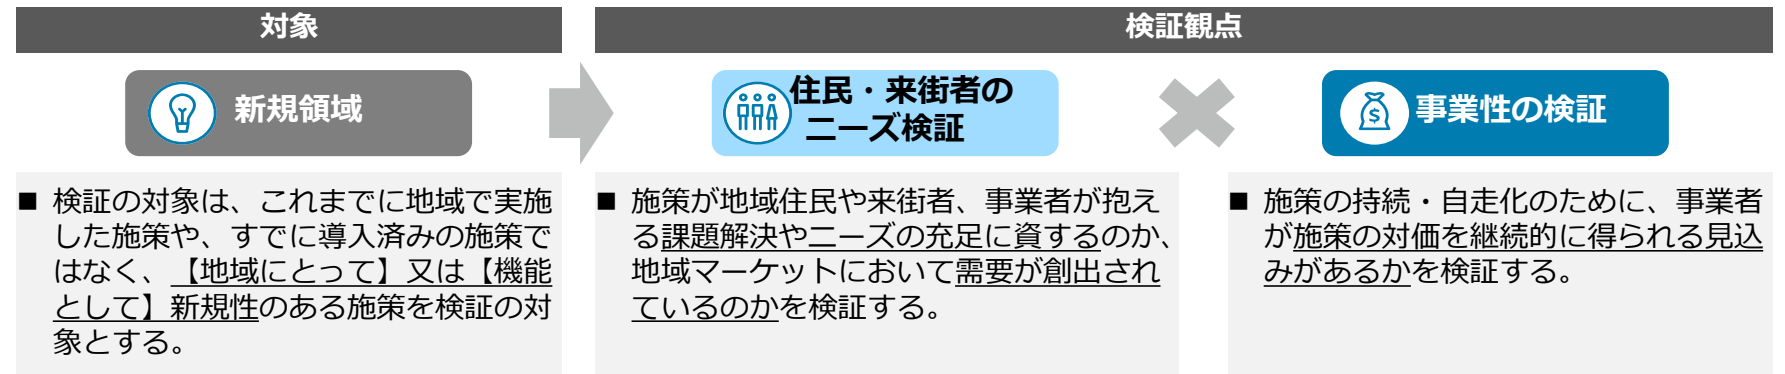 対象
検証観点
新規領域
住民・来街者の
ニーズ検証
事業性の検証
■ 検証の対象は、これまでに地域で実施
した施策や、すでに導入済みの施策で
はなく、【地域にとって】又は【機能
として】新規性のある施策を検証の対
象とする。
■ 施策が地域住民や来街者、事業者が抱え
る課題解決やニーズの充足に資するのか、
地域マーケットにおいて需要が創出され
ているのかを検証する。
■ 施策の持続・自走化のために、事業者
が施策の対価を継続的に得られる見込
みがあるかを検証する。